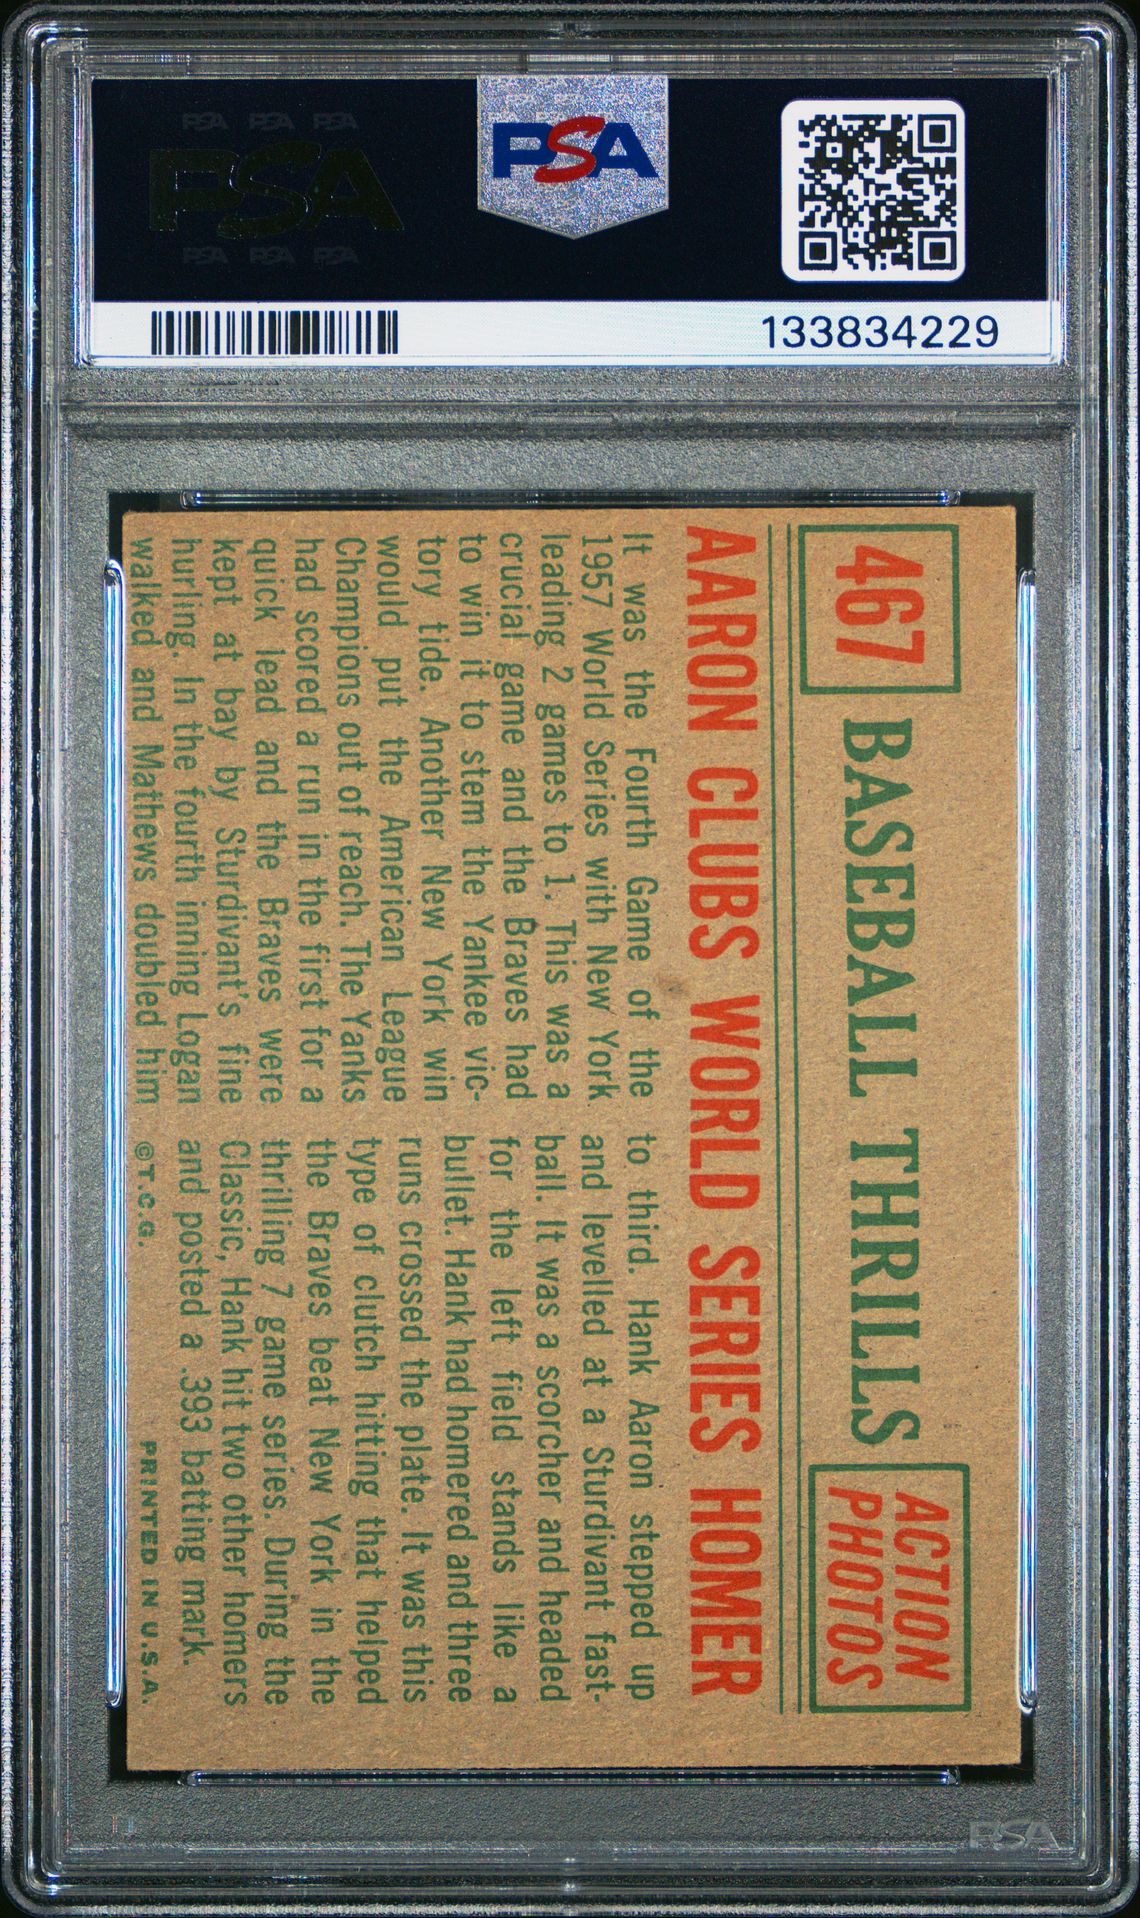 PSA PSA PSA
PSA
PSA PSA PSA
PSA
133834229
467
BASEBALL THRILLS
ACTION
PHOTOS
AARON CLUBS WORLD SERIES HOMER
It was the Fourth Game of the
1957 World Series with New York
leading 2 games to 1. This was a
crucial game and the Braves had
to win it to stem the Yankee vic-
tory tide. Another New York win
would put the American League
Champions out of reach. The Yanks
had scored a run in the first for a
quick lead and the Braves were
kept at bay by Sturdivant's fine
hurling. In the fourth inning Logan
walked and Mathews doubled him
to third. Hank Aaron stepped up
and levelled at a Sturdivant fast-
ball. It was a scorcher and headed
for the left field stands like a
bullet. Hank had homered and three
runs crossed the plate. It was this
type of clutch hitting that helped
the Braves beat New York in the
thrilling 7 game series. During the
Classic, Hank hit two other homers
and posted a .393 batting mark.
©T.C.G.
PRINTED IN U.S.A.
PSA